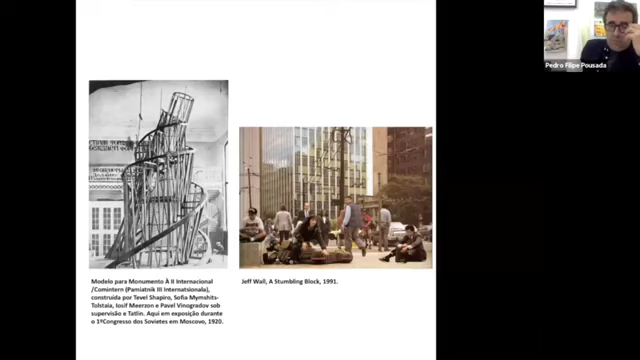 Pedro Filipe Pousada
Modelo para Monumento À II Internacional
/Comintern (Pamiatnik III Internatsionala),
construída por Tevel Shapiro, Sofia Mymshits-
Tolstaia, Iosif Meerzon e Pavel Vinogradov sob
supervisão e Tatlin. Aqui em exposição durante
o 1ºCongresso dos Sovietes em Moscovo, 1920.
Jeff Wall, A Stumbling Block, 1991.